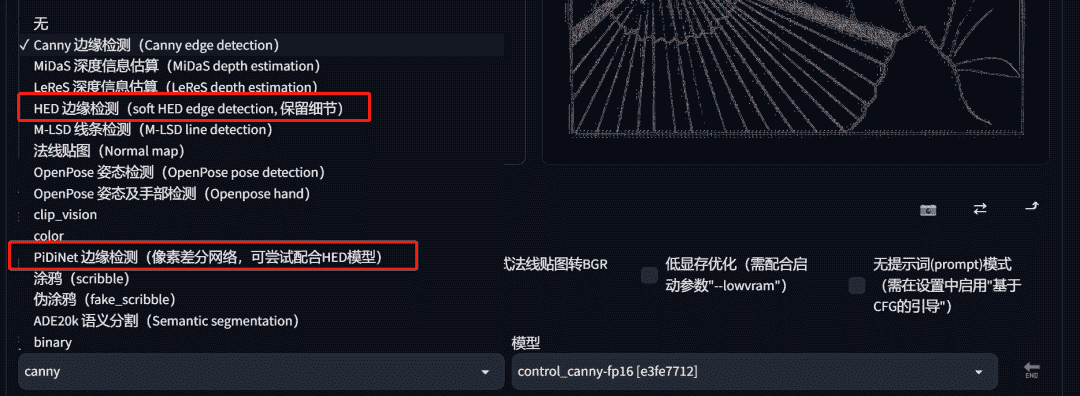 无
✓ Canny 边缘检测（Canny edge detection）
MiDaS 深度信息估算（MiDaS depth estimation）
LeReS 深度信息估算（LeReS depth estimation）
HED 边缘检测（soft HED edge detection, 保留细节）
M-LSD 线条检测（M-LSD line detection）
法线贴图（Normal map）
OpenPose 姿态检测（OpenPose pose detection）
OpenPose 姿态及手部检测（Openpose hand）
clip_vision
color
PiDiNet 边缘检测（像素差分网络，可尝试配合HED模型）
涂鸦（scribble）
伪涂鸦（fake_scribble）
ADE20k 语义分割（Semantic segmentation）
binary
canny
式法线贴图转BGR
低显存优化（需配合启
动参数"--lowvram"）
无提示词(prompt)模式
（需在设置中启用"基于
CFG的引导"）
模型
control_canny-fp16 [e3fe7712]
END